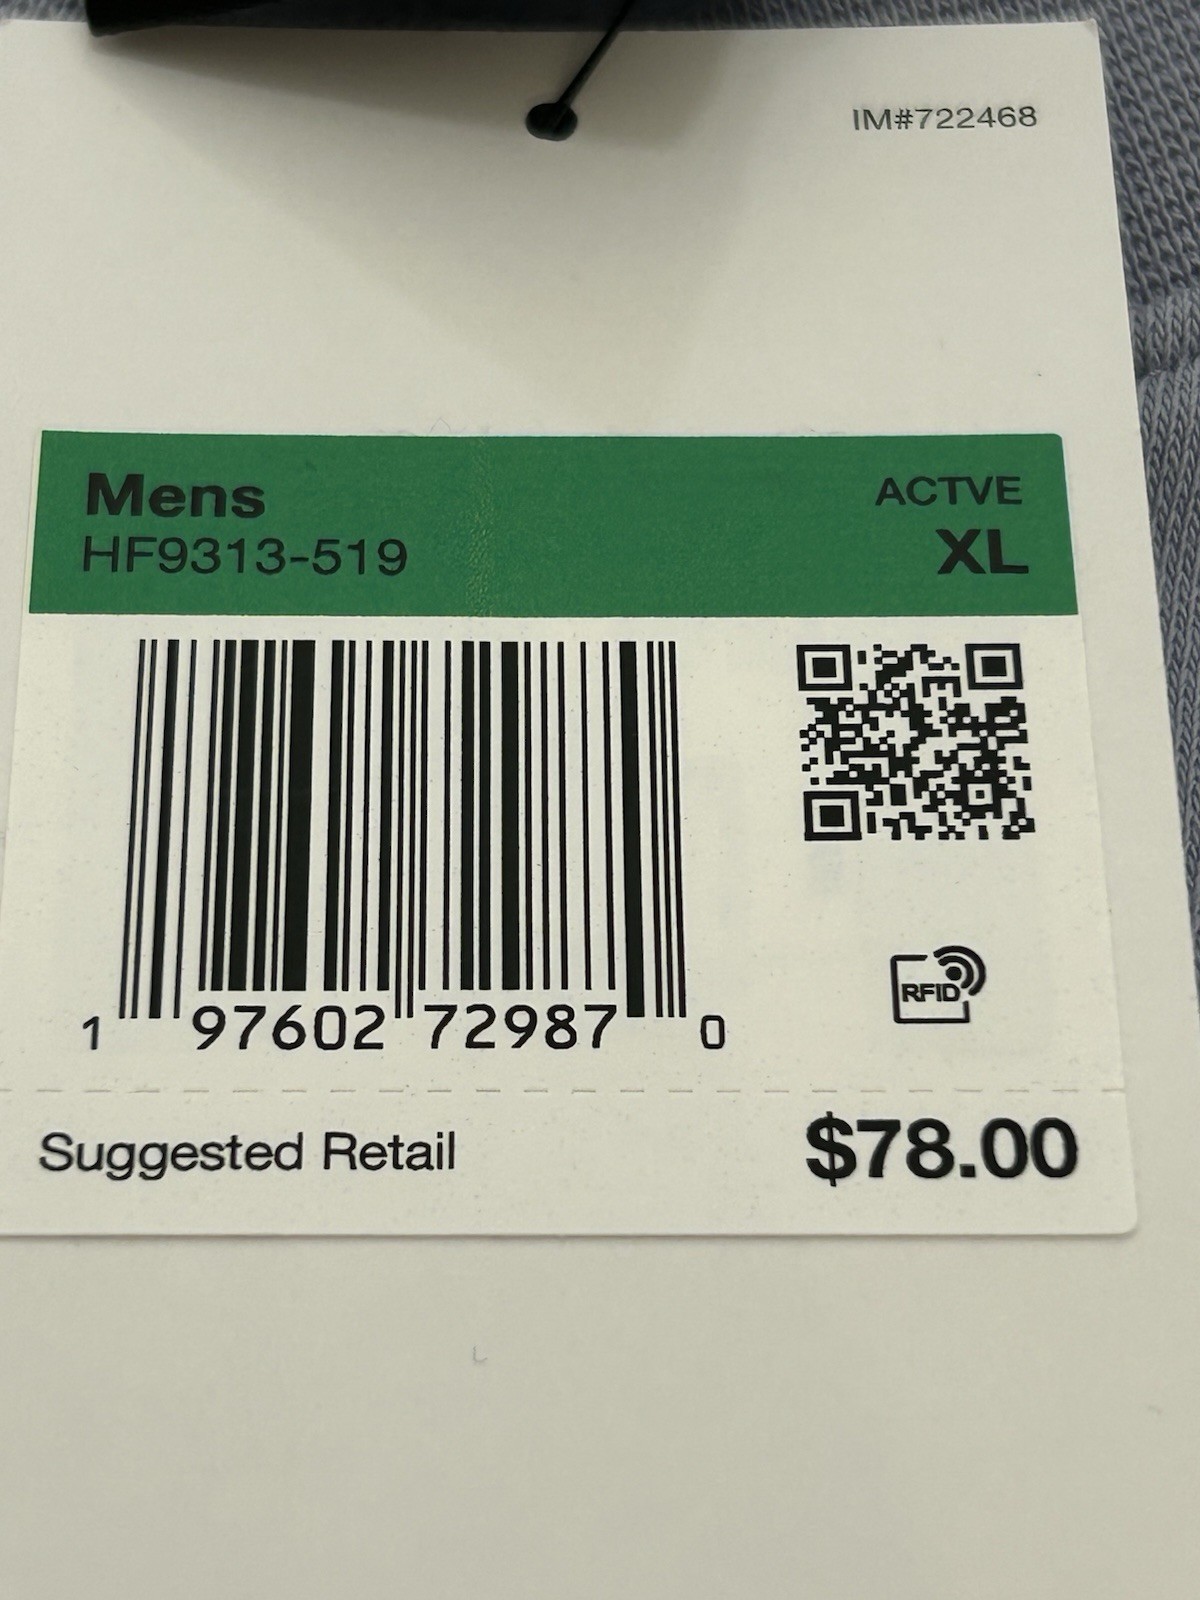 IM#722468
Mens
ACTVE
HF9313-519
XL
RFID
1 97602 72987 0
Suggested Retail
$78.00